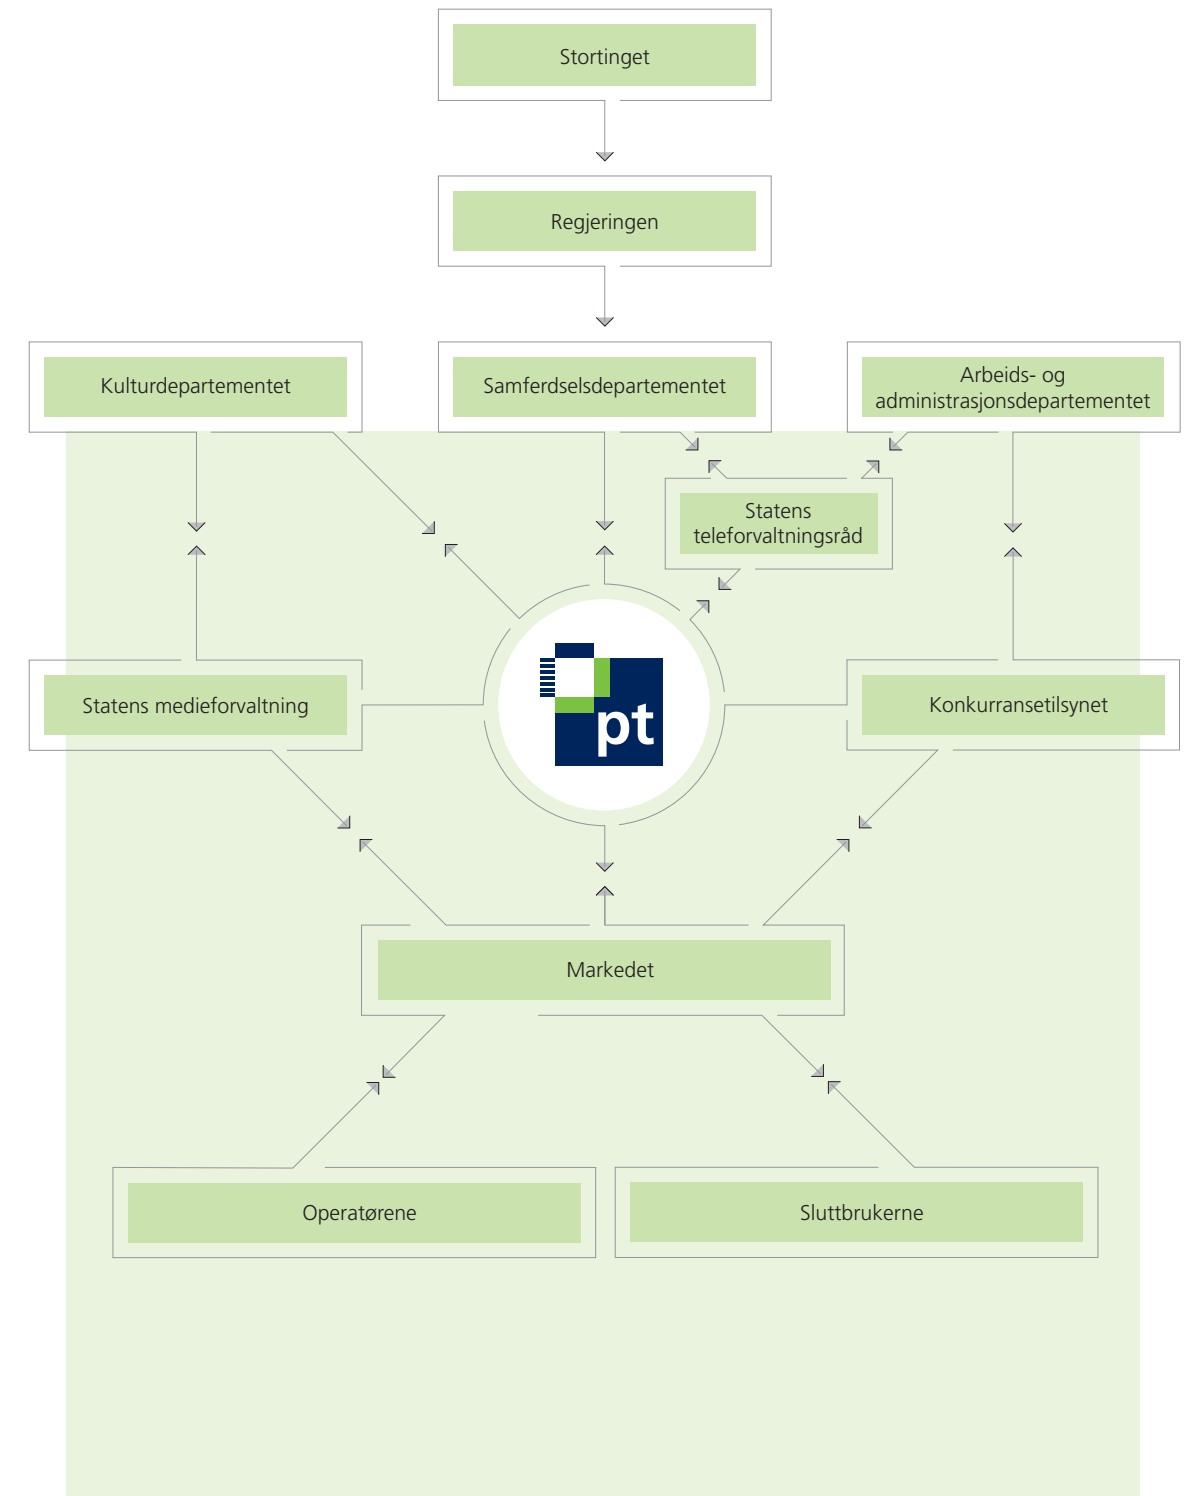 Stortinget
Regjeringen
Kulturdepartementet
Samferdselsdepartementet
Arbeids- og
administrasjonsdepartementet
Statens
teleforvaltningsråd
Statens medieforvaltning
pt
Konkurransetilsynet
Markedet
Operatørene
Sluttbrukerne